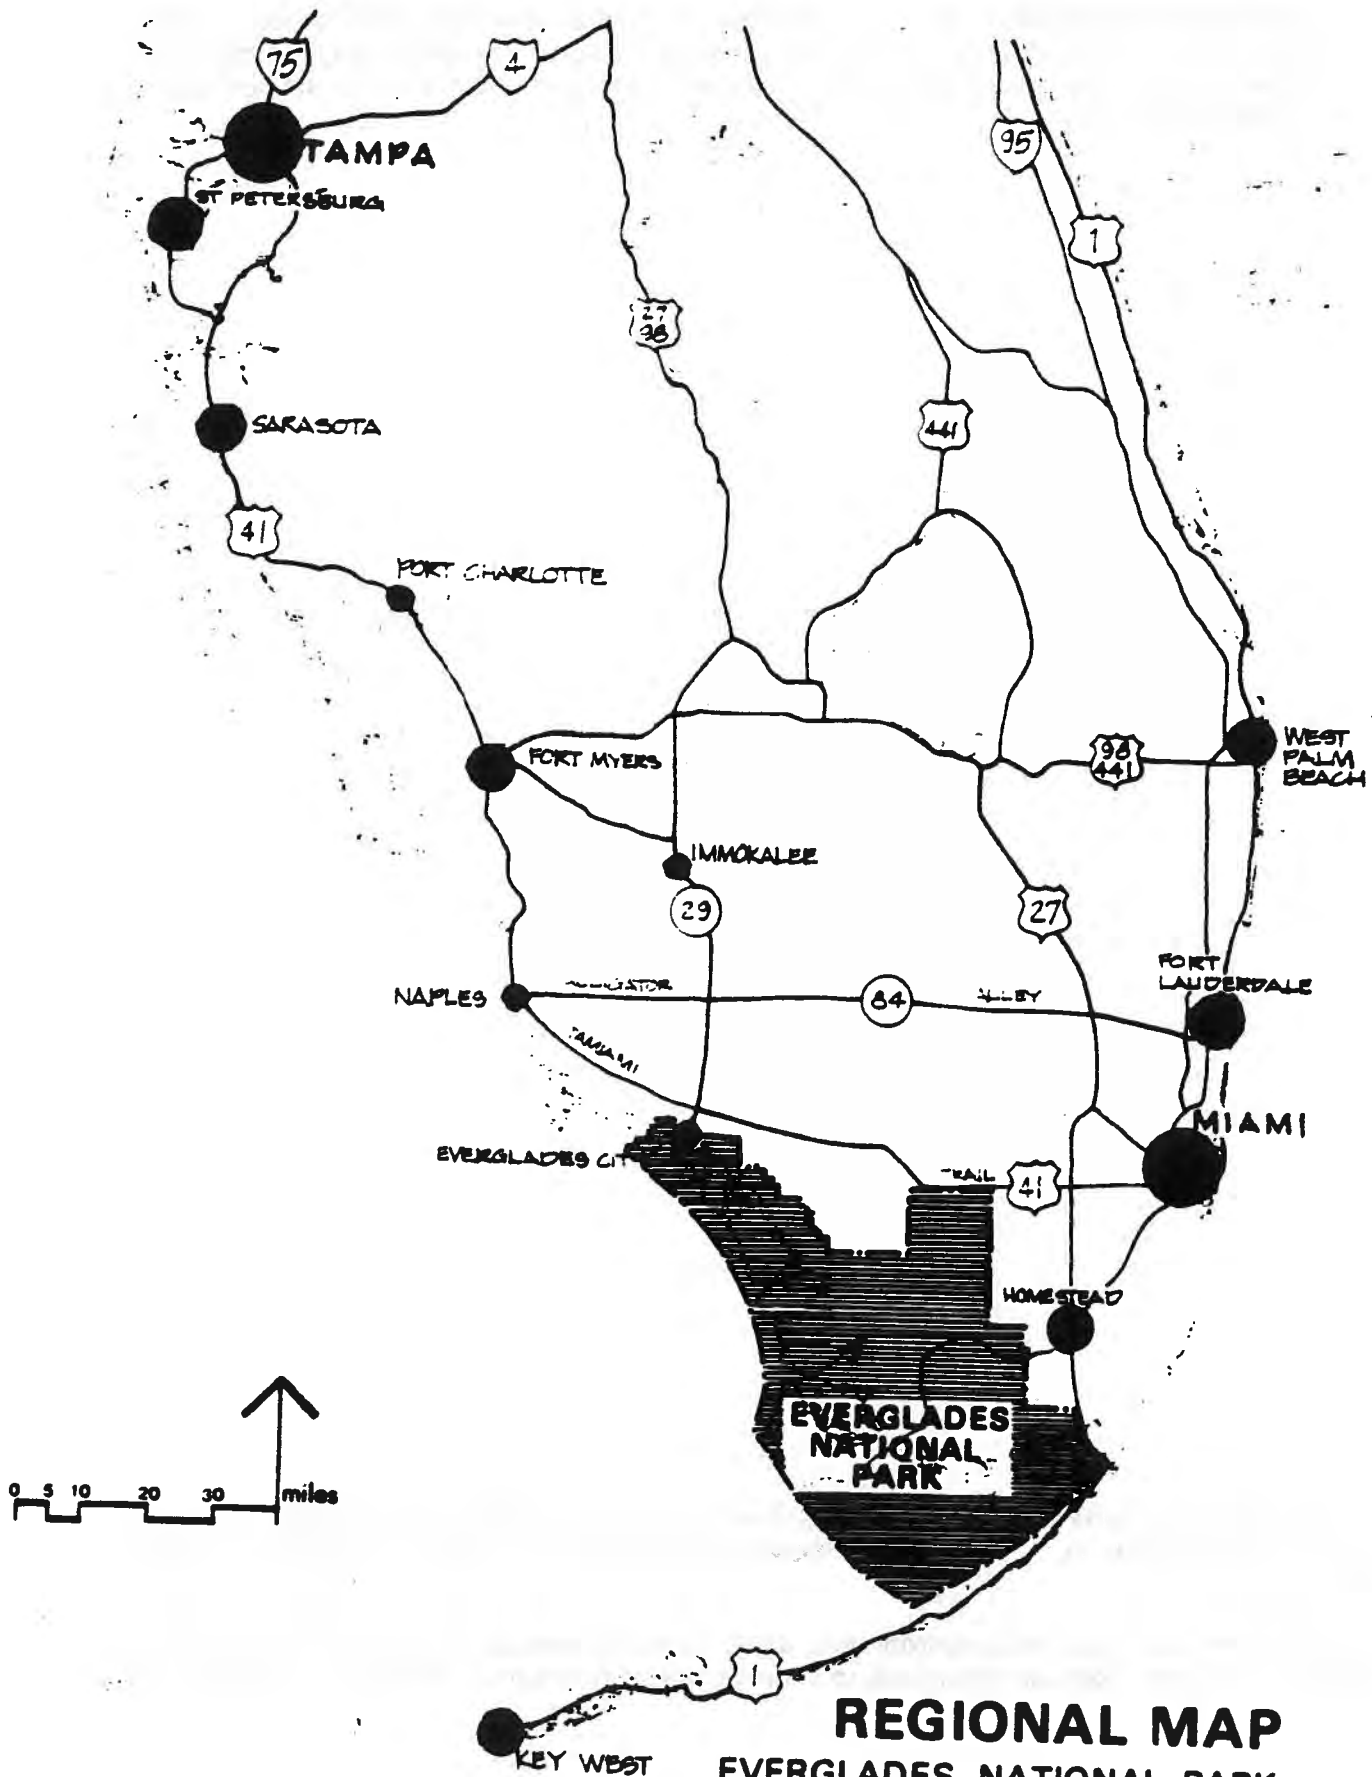 75
4
TAMPA
95
ST PETERSBURG
1
27
98
441
SARASOTA
41
PORT CHARLOTTE
WEST
PALM
BEACH
98
441
FORT MYERS
IMMOKALEE
29
27
FORT
LAUDERDALE
NAPLES
84
TAMIAMI
MIAMI
EVERGLADES CIT
TRAIL
41
HOMESTEAD
EVERGLADES
NATIONAL
PARK
0 5 10 20 30 miles
1
REGIONAL MAP
KEY WEST
EVERGLADES NATIONAL PARK